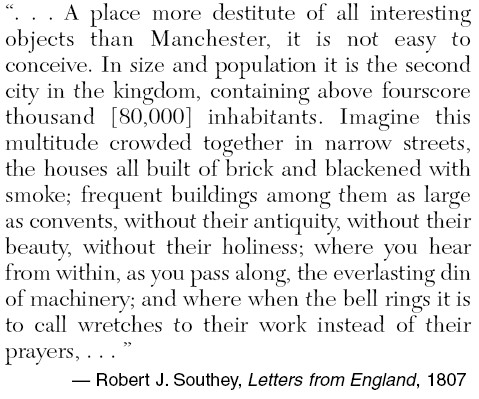 “. . . A place more destitute of all interesting
objects than Manchester, it is not easy to
conceive. In size and population it is the second
city in the kingdom, containing above fourscore
thousand [80,000] inhabitants. Imagine this
multitude crowded together in narrow streets,
the houses all built of brick and blackened with
smoke; frequent buildings among them as large
as convents, without their antiquity, without their
beauty, without their holiness; where you hear
from within, as you pass along, the everlasting din
of machinery; and where when the bell rings it is
to call wretches to their work instead of their
prayers, . . . ”
— Robert J. Southey, Letters from England, 1807